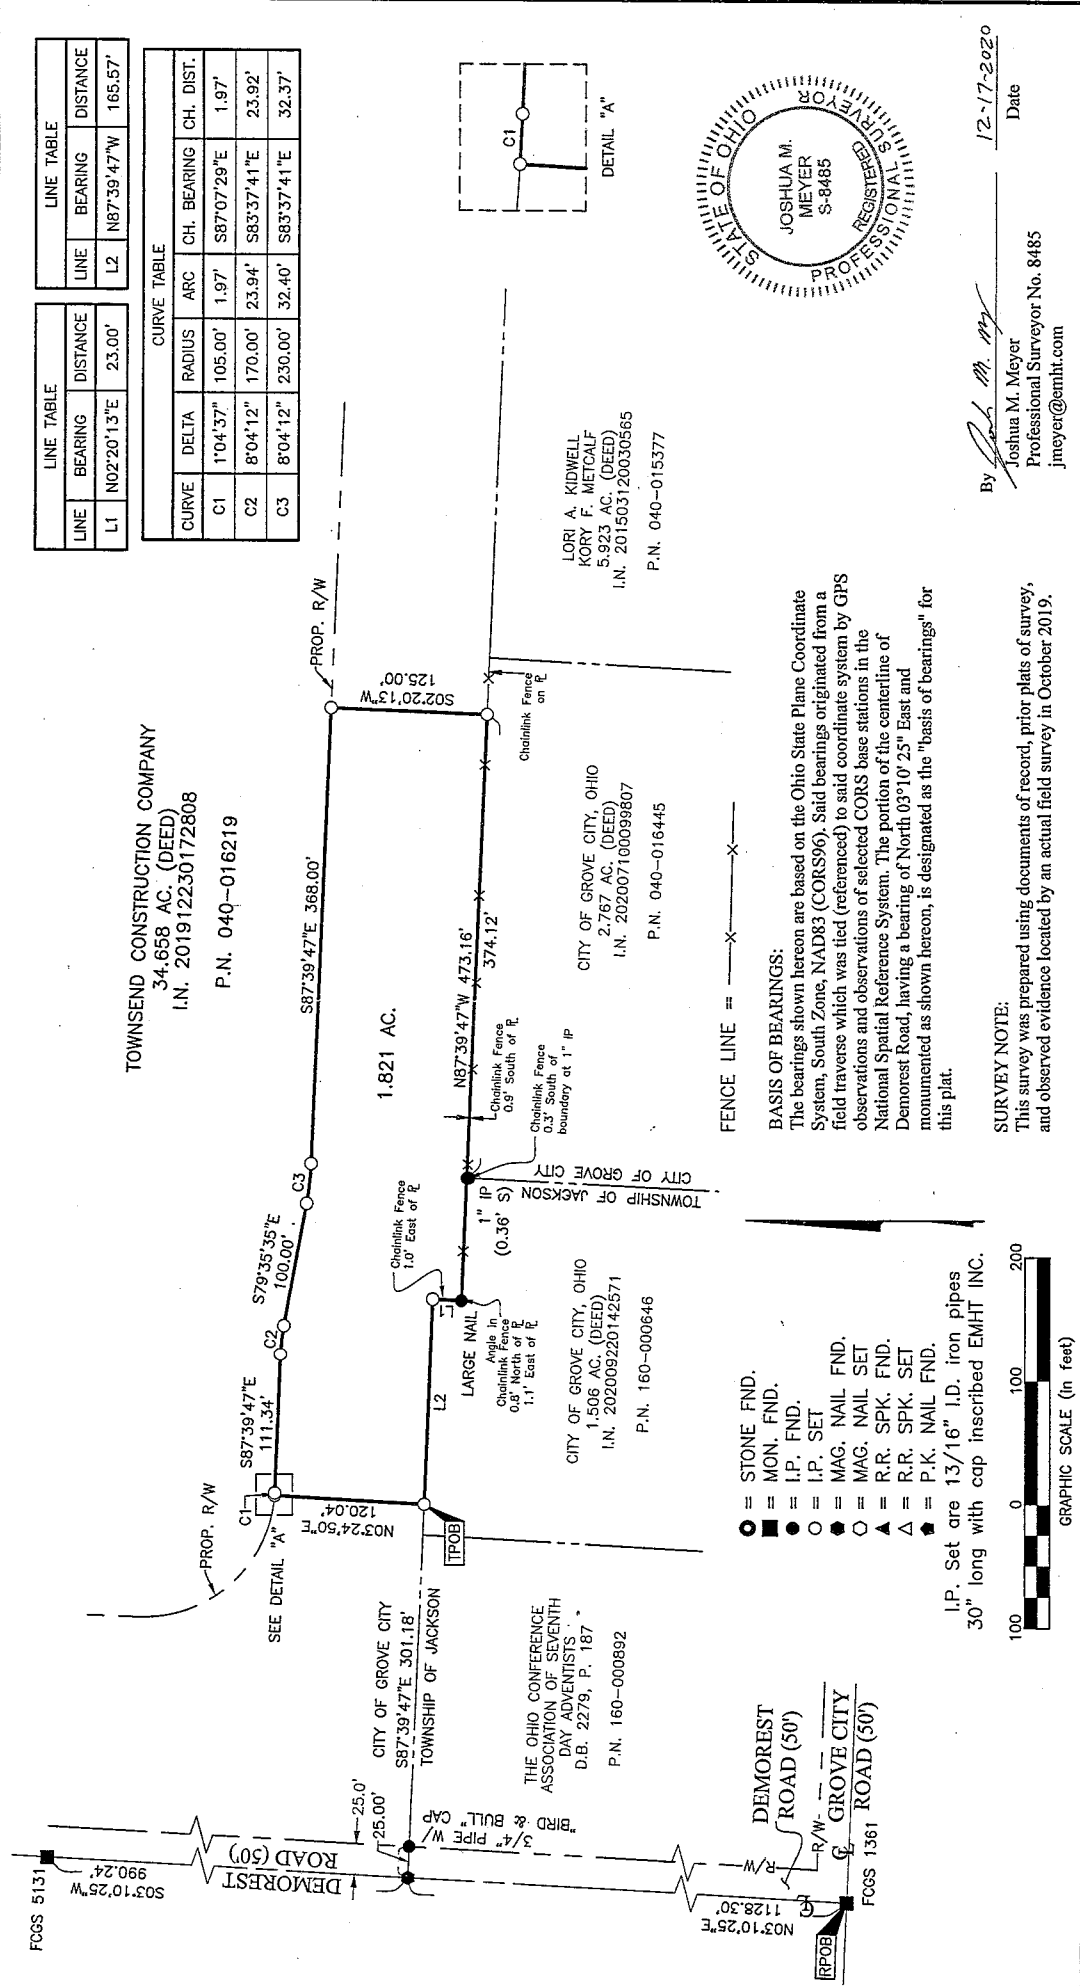 LINE TABLE
LINE BEARING DISTANCE
L1 N02°20'13"E 23.00'
LINE TABLE
LINE BEARING DISTANCE
L2 N87°39'47"W 165.57'
CURVE TABLE
CURVE DELTA RADIUS ARC CH. BEARING CH. DIST.
C1 1°04'37" 105.00' 1.97' S87°07'29"E 1.97'
C2 8°04'12" 170.00' 23.94' S83°37'41"E 23.92'
C3 8°04'12" 230.00' 32.40' S83°37'41"E 32.37'
C1
DETAIL "A"
TOWNSEND CONSTRUCTION COMPANY
34.658 AC. (DEED)
I.N. 201912230172808
P.N. 040-016219
PROP. R/W
PROP. R/W
SEE DETAIL "A"
C1
S87°39'47"E
111.34'
C2
S79°35'35"E
100.00'
C3
S87°39'47"E 368.00'
S02°20'13"W
125.00'
N03°24'50"E
120.04'
TPOB
L2
L1
1.821 AC.
N87°39'47"W 473.16'
374.12'
Chainlink Fence
1.0' East of PL
LARGE NAIL
Angle in
Chainlink Fence
0.8' North of PL
1.1' East of PL
1" IP
(0.36' S)
Chainlink Fence
0.9' South of PL
Chainlink Fence
0.3' South of
boundary at 1" IP
Chainlink Fence
on PL
TOWNSHIP OF JACKSON
CITY OF GROVE CITY
CITY OF GROVE CITY
S87°39'47"E 301.18'
TOWNSHIP OF JACKSON
THE OHIO CONFERENCE
ASSOCIATION OF SEVENTH
DAY ADVENTISTS
D.B. 2279, P. 187
P.N. 160-000892
CITY OF GROVE CITY, OHIO
1.506 AC. (DEED)
I.N. 202009220142571
P.N. 160-000646
CITY OF GROVE CITY, OHIO
2.767 AC. (DEED)
I.N. 202007100099807
P.N. 040-016445
LORI A. KIDWELL
KORY F. METCALF
5.923 AC. (DEED)
I.N. 201503120030565
P.N. 040-015377
FCGS 5131
S03°10'25"W
990.24'
DEMOREST
ROAD (50')
25.0'
25.00'
3/4" PIPE W/
"BIRD & BULL" CAP
N03°10'25"E
1128.30'
RPOB
FCGS 1361
R/W
R/W
DEMOREST
ROAD (50')
GROVE CITY
ROAD (50')
FENCE LINE =
= STONE FND.
= MON. FND.
= I.P. FND.
= I.P. SET
= MAG. NAIL FND.
= MAG. NAIL SET
= R.R. SPK. FND.
= R.R. SPK. SET
= P.K. NAIL FND.
I.P. Set are 13/16" I.D. iron pipes
30" long with cap inscribed EMHT INC.
100 0 100 200
GRAPHIC SCALE (in feet)
BASIS OF BEARINGS:
The bearings shown hereon are based on the Ohio State Plane Coordinate
System, South Zone, NAD83 (CORS96). Said bearings originated from a
field traverse which was tied (referenced) to said coordinate system by GPS
observations and observations of selected CORS base stations in the
National Spatial Reference System. The portion of the centerline of
Demorest Road, having a bearing of North 03°10'25" East and
monumented as shown hereon, is designated as the "basis of bearings" for
this plat.
SURVEY NOTE:
This survey was prepared using documents of record, prior plats of survey,
and observed evidence located by an actual field survey in October 2019.
STATE OF OHIO
JOSHUA M.
MEYER
S-8485
REGISTERED
PROFESSIONAL SURVEYOR
By Josh M. My 12-17-2020
Joshua M. Meyer Date
Professional Surveyor No. 8485
jmeyer@emht.com